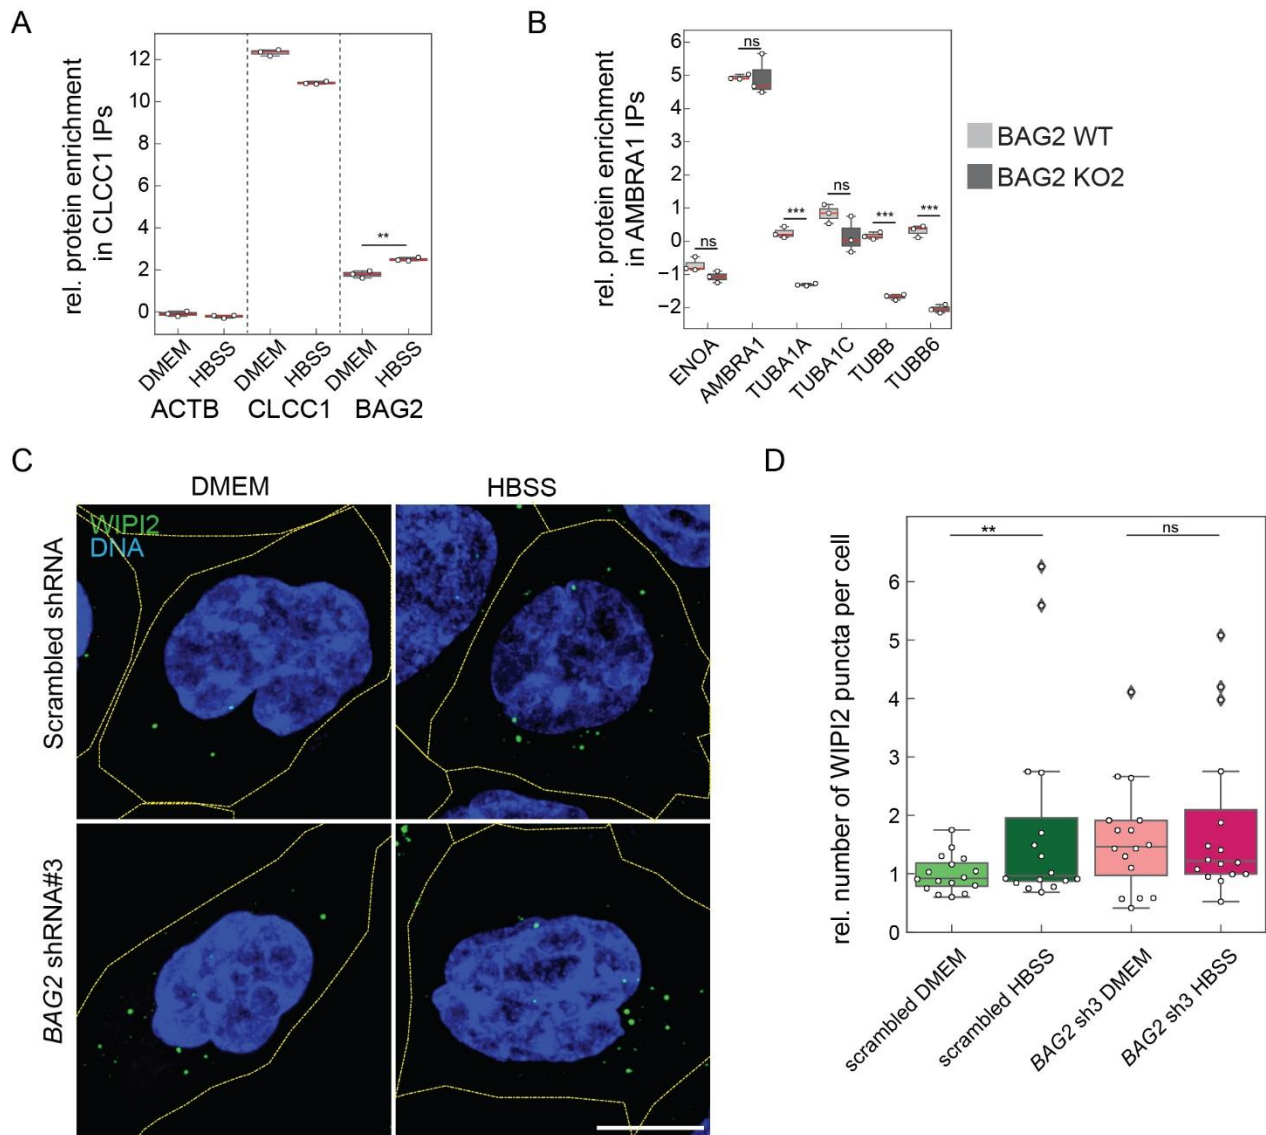 A
rel. protein enrichment
in CLCC1 IPs
12
10
8
6
4
2
0
**
DMEM
HBSS
DMEM
HBSS
DMEM
HBSS
ACTB
CLCC1
BAG2
B
rel. protein enrichment
in AMBRA1 IPs
6
5
4
3
2
1
0
−1
−2
ns
ns
***
ns
***
***
ENOA
AMBRA1
TUBA1A
TUBA1C
TUBB
TUBB6
BAG2 WT
BAG2 KO2
C
DMEM
HBSS
Scrambled shRNA
BAG2 shRNA#3
WIPI2
DNA
D
rel. number of WIPI2 puncta per cell
6
5
4
3
2
1
0
**
ns
scrambled DMEM
scrambled HBSS
BAG2 sh3 DMEM
BAG2 sh3 HBSS